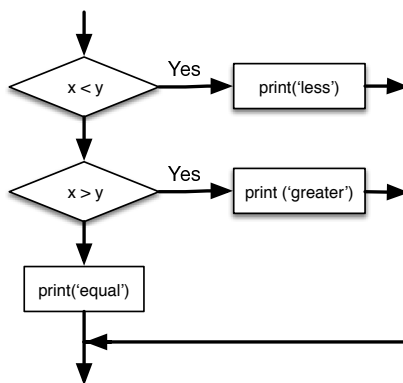 Yes
x < y
print(‘less’)
Yes
x > y
print (‘greater’)
print(‘equal’)